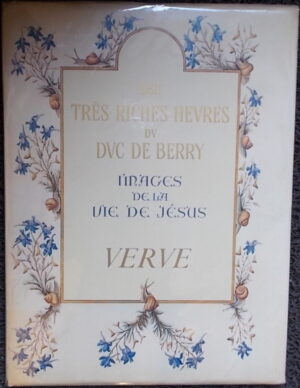 LES
TRÈS RICHES HEVRES
DV
DVC DE BERRY
IMAGES
DE LA
VIE DE JÉSUS
VERVE